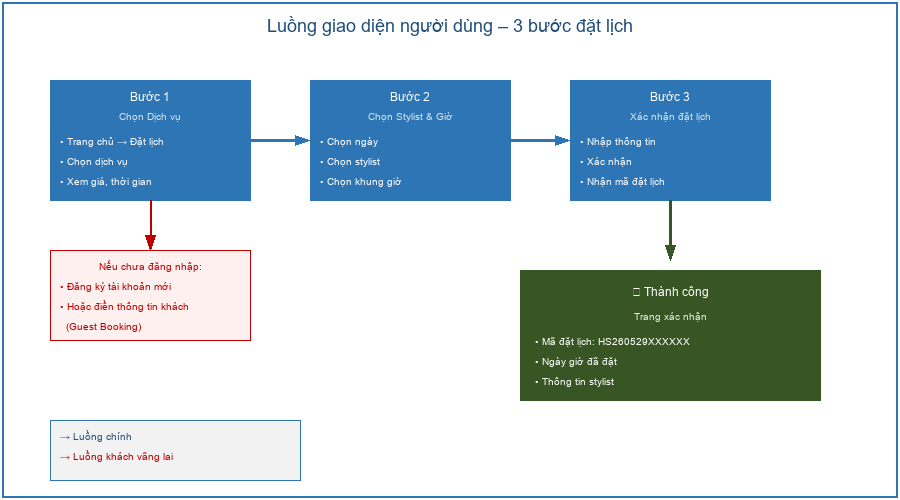 Luồng giao diện người dùng – 3 bước đặt lịch
Bước 1
Chọn Dịch vụ
• Trang chủ → Đặt lịch
• Chọn dịch vụ
• Xem giá, thời gian
Bước 2
Chọn Stylist & Giờ
• Chọn ngày
• Chọn stylist
• Chọn khung giờ
Bước 3
Xác nhận đặt lịch
• Nhập thông tin
• Xác nhận
• Nhận mã đặt lịch
Nếu chưa đăng nhập:
• Đăng ký tài khoản mới
• Hoặc điền thông tin khách
(Guest Booking)
Thành công
Trang xác nhận
• Mã đặt lịch: HS260529XXXXXX
• Ngày giờ đã đặt
• Thông tin stylist
→ Luồng chính
→ Luồng khách vãng lai